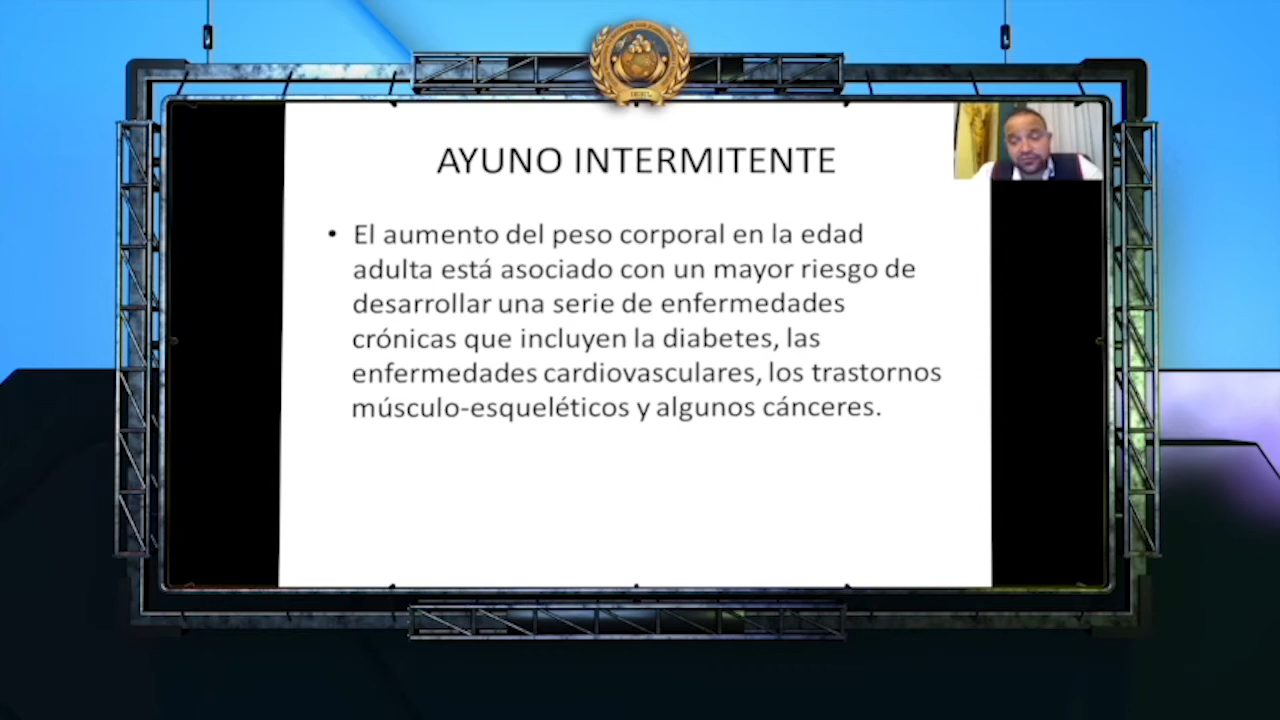 AYUNO INTERMITENTE
• El aumento del peso corporal en la edad
adulta está asociado con un mayor riesgo de
desarrollar una serie de enfermedades
crónicas que incluyen la diabetes, las
enfermedades cardiovasculares, los trastornos
músculo-esqueléticos y algunos cánceres.